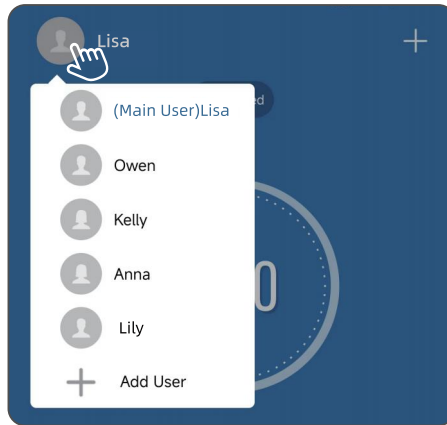 Lisa
(Main User)Lisa
Owen
Kelly
Anna
Lily
Add User